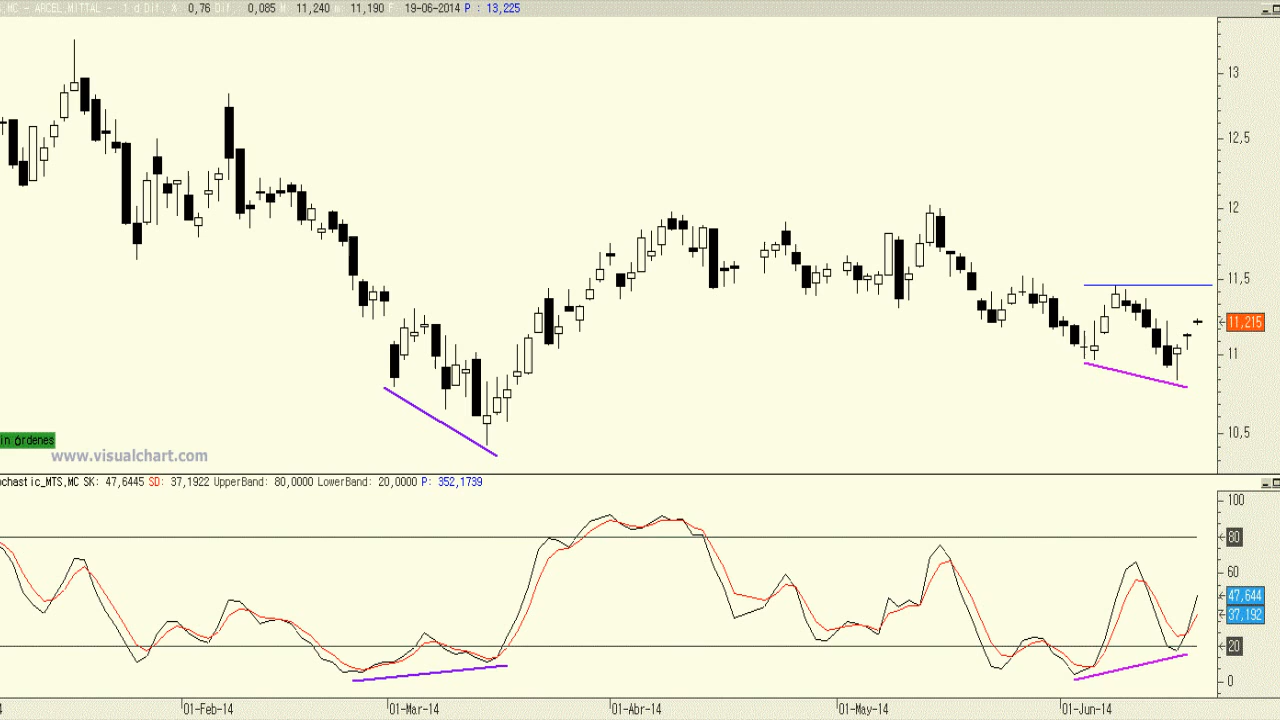 S,MC - ARCEL.MITTAL - 1 d Dif. % 0,76 Dif. 0,085 M 11,240 m 11,190 F 19-06-2014 P : 13,225
13
12,5
12
11,5
11,215
11
10,5
in órdenes
www.visualchart.com
ochastic_MTS,MC SK: 47,6445 SD: 37,1922 UpperBand: 80,0000 LowerBand: 20,0000 P: 352,1739
100
80
60
47,644
37,192
20
0
4 01-Feb-14 01-Mar-14 01-Abr-14 01-May-14 01-Jun-14